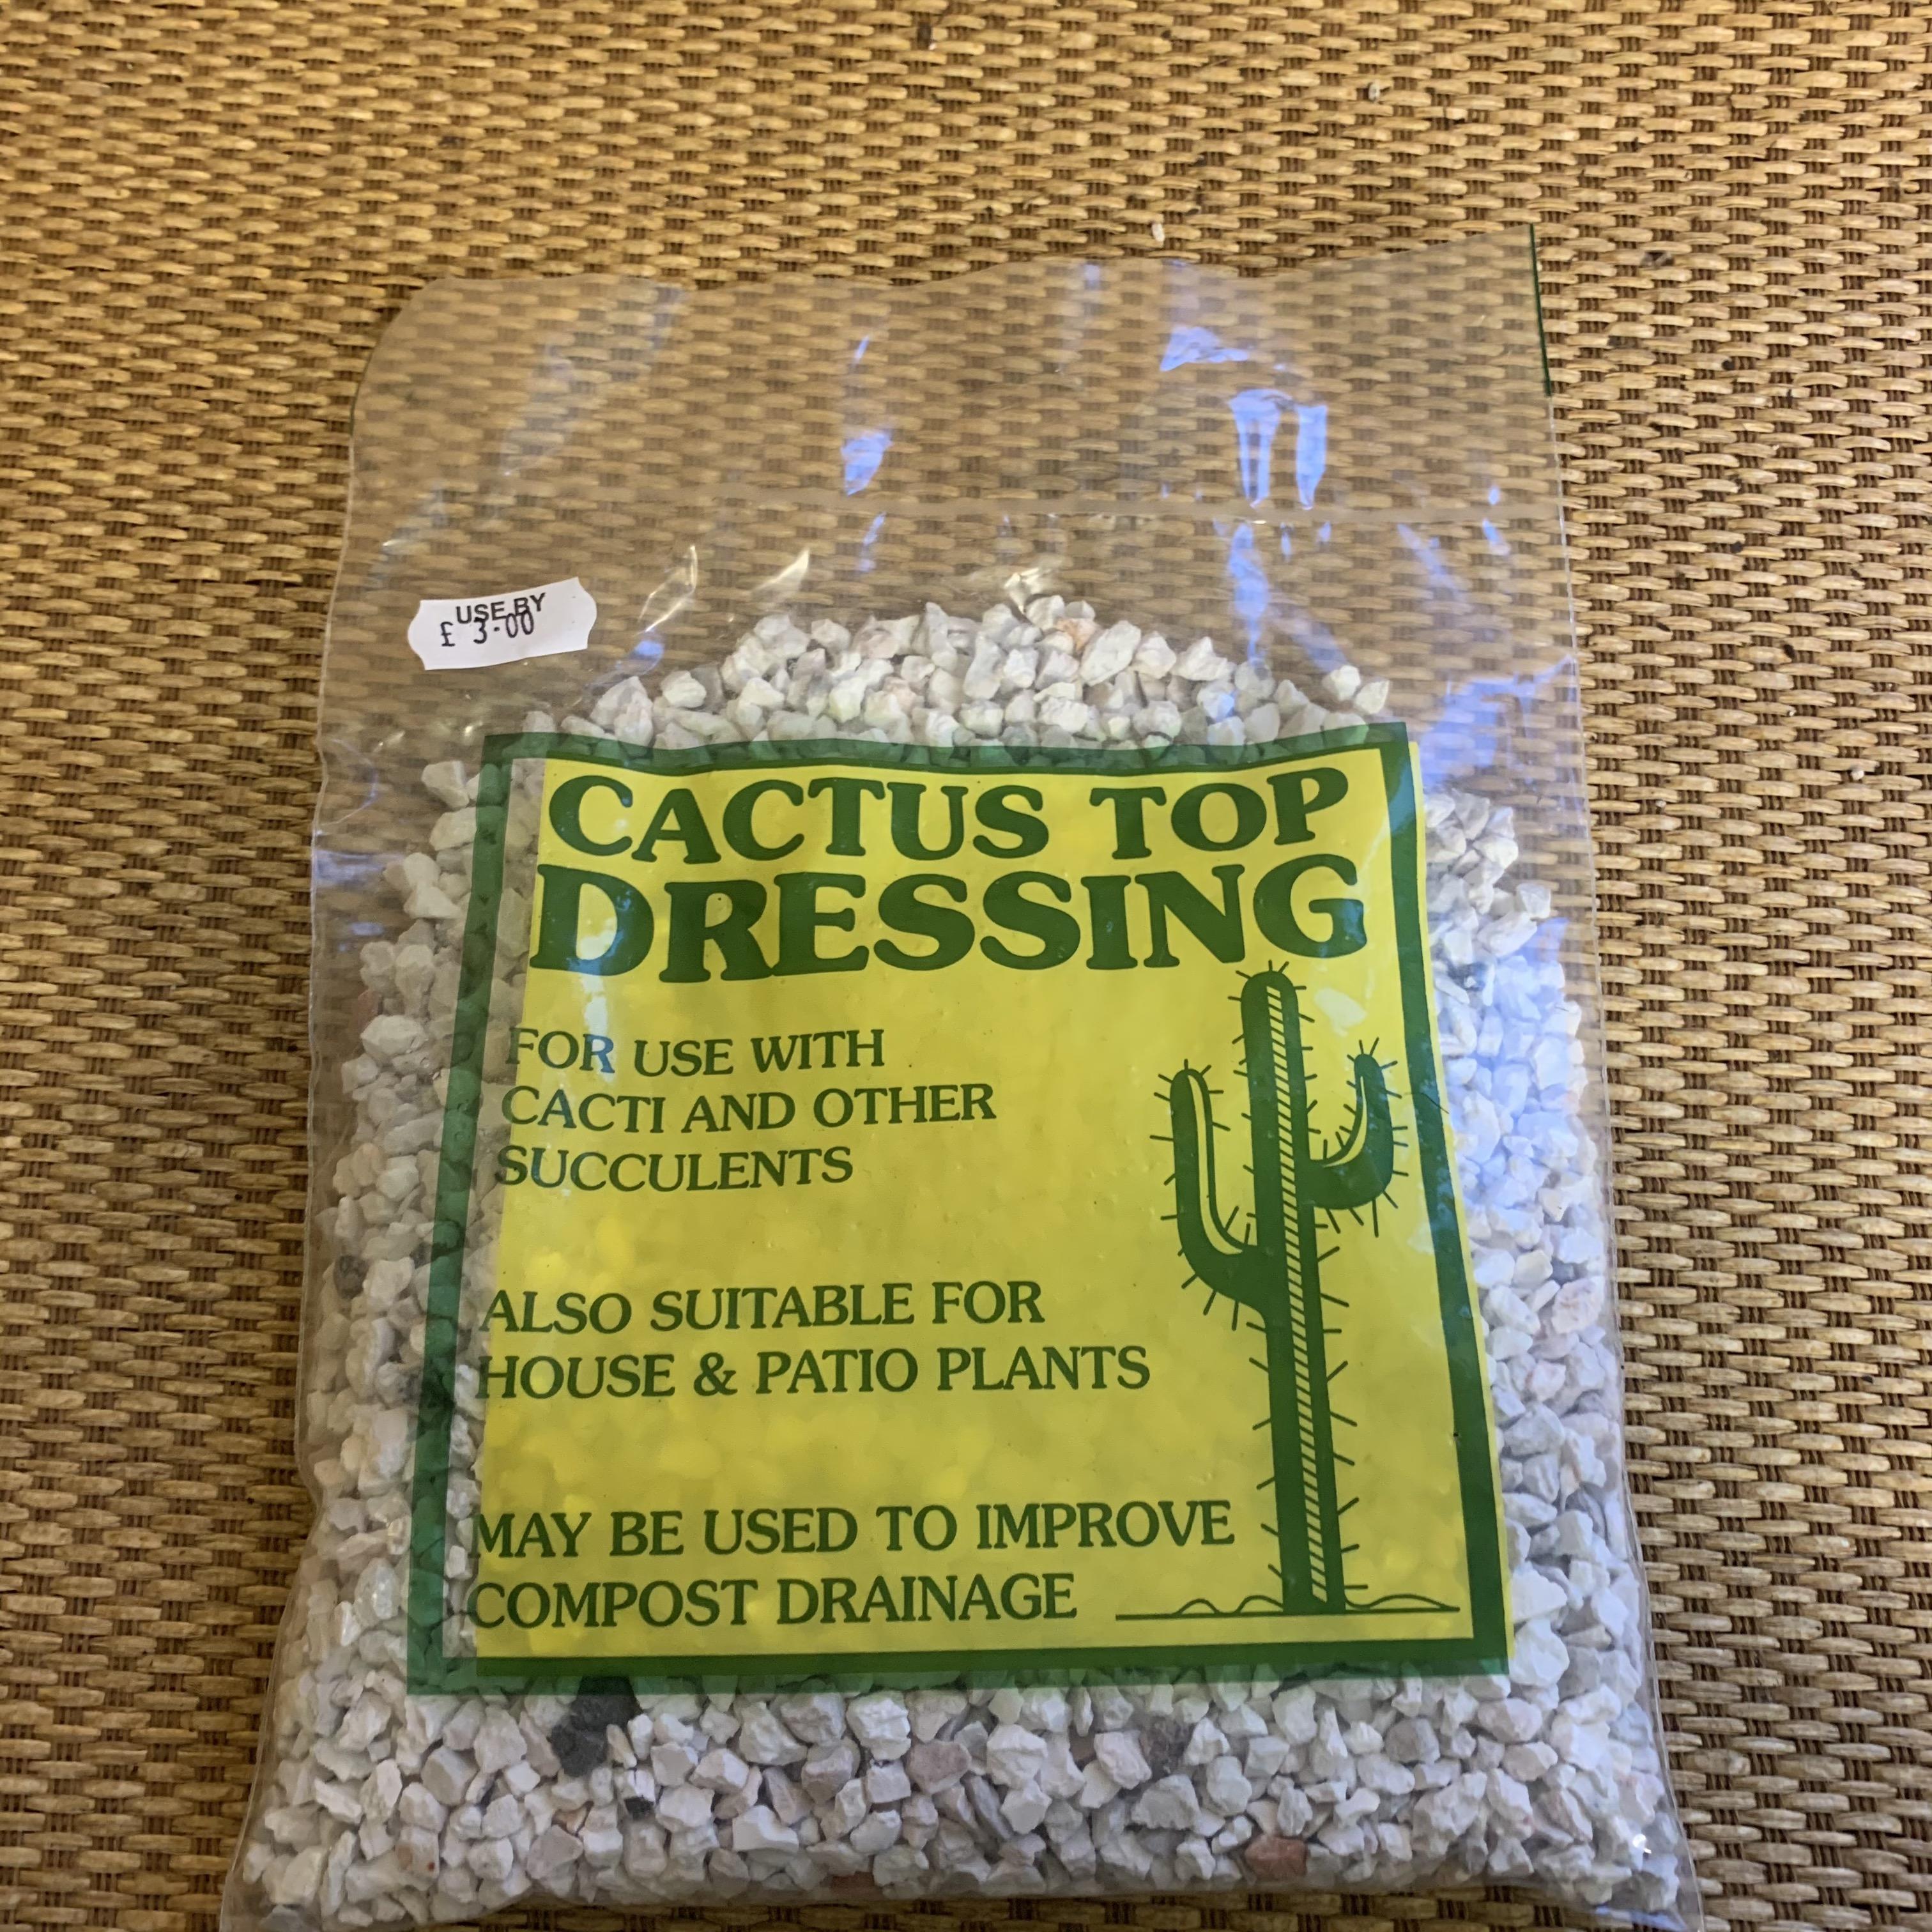 USE BY
£ 3-00
CACTUS TOP
DRESSING
FOR USE WITH
CACTI AND OTHER
SUCCULENTS
ALSO SUITABLE FOR
HOUSE & PATIO PLANTS
MAY BE USED TO IMPROVE
COMPOST DRAINAGE